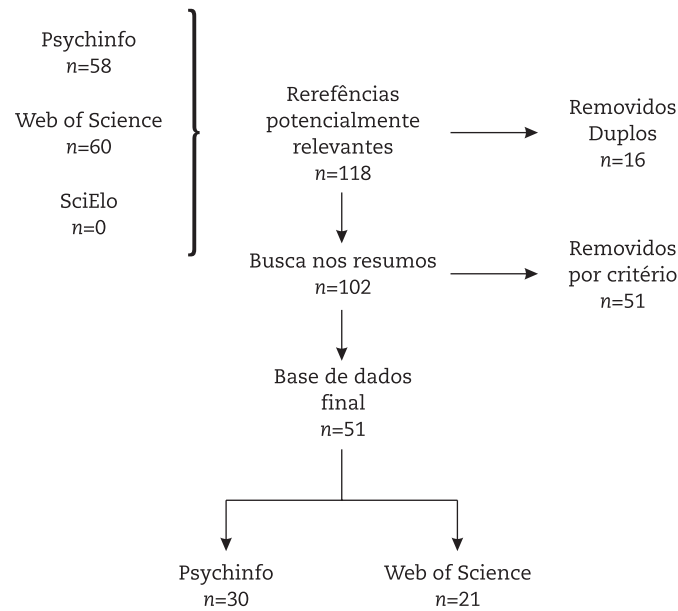 Psychinfo
n=58
Web of Science
n=60
SciElo
n=0
Rerefências
potencialmente
relevantes
n=118
Removidos
Duplos
n=16
Busca nos resumos
n=102
Removidos
por critério
n=51
Base de dados
final
n=51
Psychinfo
n=30
Web of Science
n=21